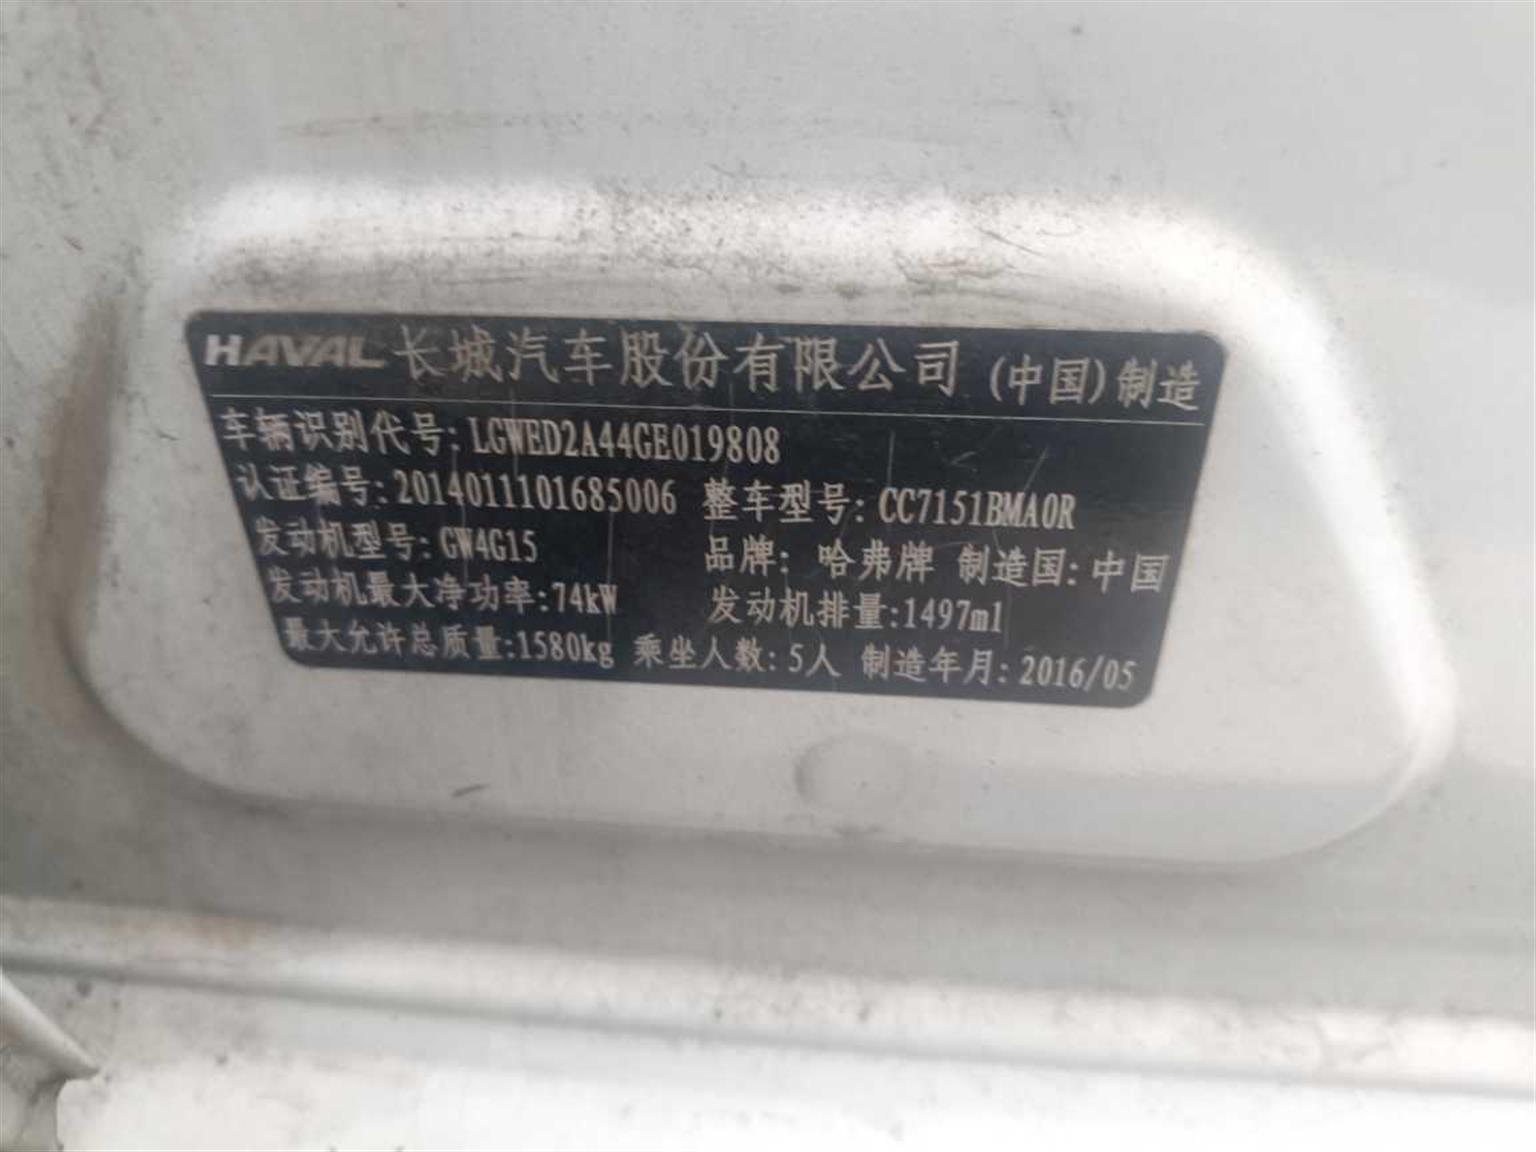 HAVAL 长城汽车股份有限公司 (中国)制造
车辆识别代号: LGWED2A44GE019808
认证编号: 2014011101685006 整车型号: CC7151BMA0R
发动机型号: GW4G15 品牌: 哈弗牌 制造国: 中国
发动机最大净功率:74kW 发动机排量:1497ml
最大允许总质量:1580kg 乘坐人数: 5人 制造年月: 2016/05